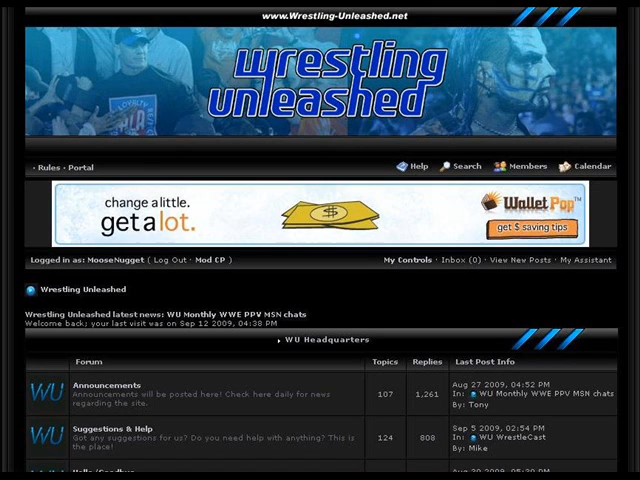 www.Wrestling-Unleashed.net
wrestling
unleashed
LOYALTY
· Rules · Portal
Help Search Members Calendar
change a little.
get a lot.
$
WalletPop™
get $ saving tips
Logged in as: MooseNugget ( Log Out · Mod CP )
My Controls · Inbox (0) · View New Posts · My Assistant
Wrestling Unleashed
Wrestling Unleashed latest news: WU Monthly WWE PPV MSN chats
Welcome back; your last visit was on Sep 12 2009, 04:38 PM
WU Headquarters
Forum Topics Replies Last Post Info
WU
Announcements
Announcements will be posted here! Check here daily for news
regarding the site.
107
1,261
Aug 27 2009, 04:52 PM
In: WU Monthly WWE PPV MSN chats
By: Tony
WU
Suggestions & Help
Got any suggestions for us? Do you need help with anything? This is
the place!
124
808
Sep 5 2009, 02:54 PM
In: WU WrestleCast
By: Mike